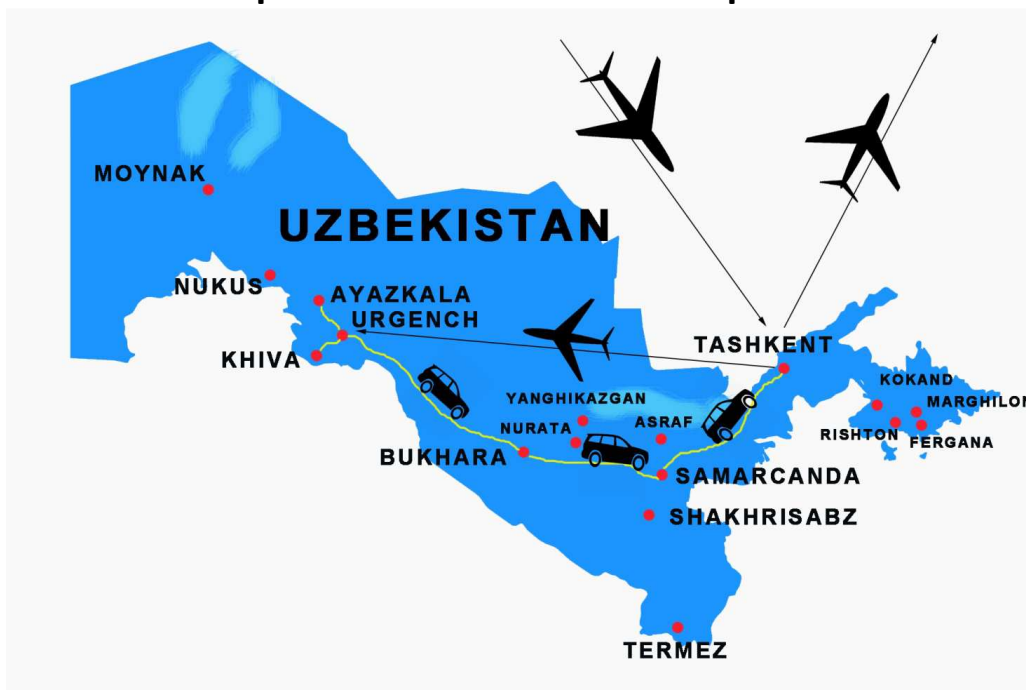 MOYNAK
UZBEKISTAN
NUKUS
AYAZKALA
URGENCH
KHIVA
TASHKENT
KOKAND
YANGHIKAZGAN
MARGHILON
NURATA
ASRAF
RISHTON
FERGANA
BUKHARA
SAMARCANDA
SHAKHRISABZ
TERMEZ